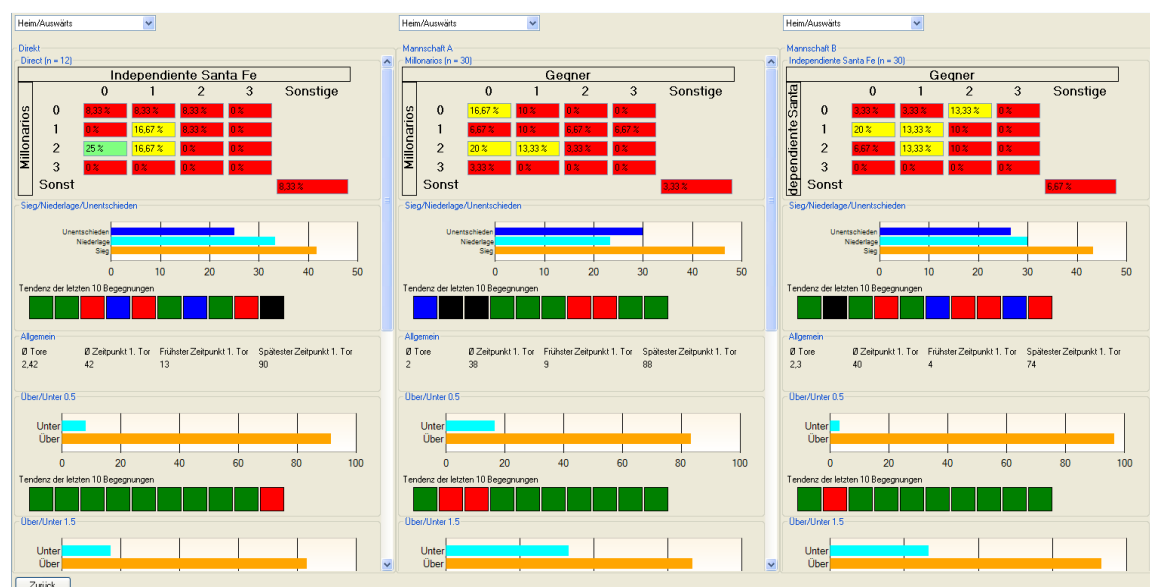 Heim/Auswärts
Direkt
Direct (n = 12)
Independiente Santa Fe
0 1 2 3 Sonstige
Millonarios
0 8,33 % 8,33 % 8,33 % 0 %
1 0 % 16,67 % 8,33 % 0 %
2 25 % 16,67 % 0 % 0 %
3 0 % 0 % 0 % 0 %
Sonst 8,33 %
Sieg/Niederlage/Unentschieden
Unentschieden
Niederlage
Sieg
0 10 20 30 40 50
Tendenz der letzten 10 Begegnungen
Allgemein
Ø Tore Ø Zeitpunkt 1. Tor Frühster Zeitpunkt 1. Tor Spätester Zeitpunkt 1. Tor
2,42 42 13 90
Über/Unter 0.5
Unter
Über
0 20 40 60 80 100
Tendenz der letzten 10 Begegnungen
Über/Unter 1.5
Unter
Über
Zurück
Heim/Auswärts
Mannschaft A
Millonarios (n = 30)
Gegner
0 1 2 3 Sonstige
Millonarios
0 16,67 % 10 % 0 % 0 %
1 6,67 % 10 % 6,67 % 6,67 %
2 20 % 13,33 % 3,33 % 0 %
3 3,33 % 0 % 0 % 0 %
Sonst 3,33 %
Sieg/Niederlage/Unentschieden
Unentschieden
Niederlage
Sieg
0 10 20 30 40 50
Tendenz der letzten 10 Begegnungen
Allgemein
Ø Tore Ø Zeitpunkt 1. Tor Frühster Zeitpunkt 1. Tor Spätester Zeitpunkt 1. Tor
2 38 9 88
Über/Unter 0.5
Unter
Über
0 20 40 60 80 100
Tendenz der letzten 10 Begegnungen
Über/Unter 1.5
Unter
Über
Heim/Auswärts
Mannschaft B
Independiente Santa Fe (n = 30)
Gegner
0 1 2 3 Sonstige
dependiente Santa
0 3,33 % 3,33 % 13,33 % 0 %
1 20 % 13,33 % 10 % 0 %
2 6,67 % 13,33 % 10 % 0 %
3 0 % 0 % 0 % 0 %
Sonst 6,67 %
Sieg/Niederlage/Unentschieden
Unentschieden
Niederlage
Sieg
0 10 20 30 40 50
Tendenz der letzten 10 Begegnungen
Allgemein
Ø Tore Ø Zeitpunkt 1. Tor Frühster Zeitpunkt 1. Tor Spätester Zeitpunkt 1. Tor
2,3 40 4 74
Über/Unter 0.5
Unter
Über
0 20 40 60 80 100
Tendenz der letzten 10 Begegnungen
Über/Unter 1.5
Unter
Über